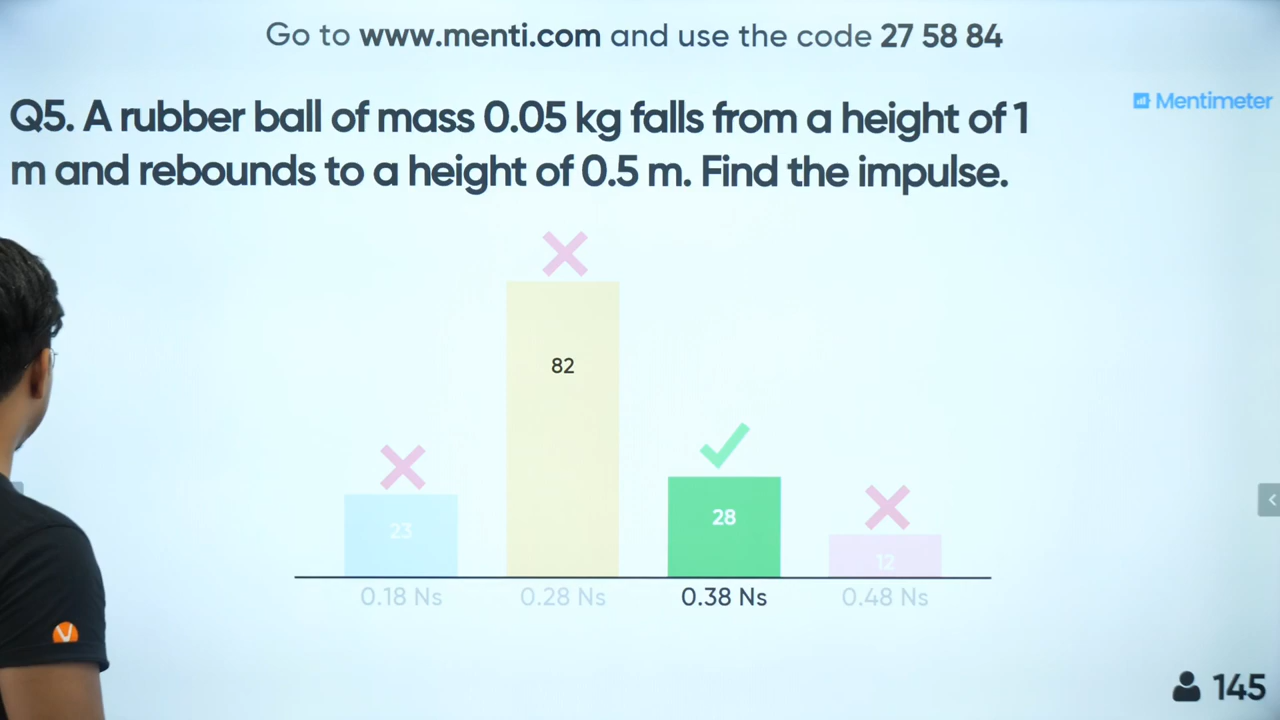 Go to www.menti.com and use the code 27 58 84
Mentimeter
Q5. A rubber ball of mass 0.05 kg falls from a height of 1
m and rebounds to a height of 0.5 m. Find the impulse.
23
82
28
12
0.18 Ns
0.28 Ns
0.38 Ns
0.48 Ns
145